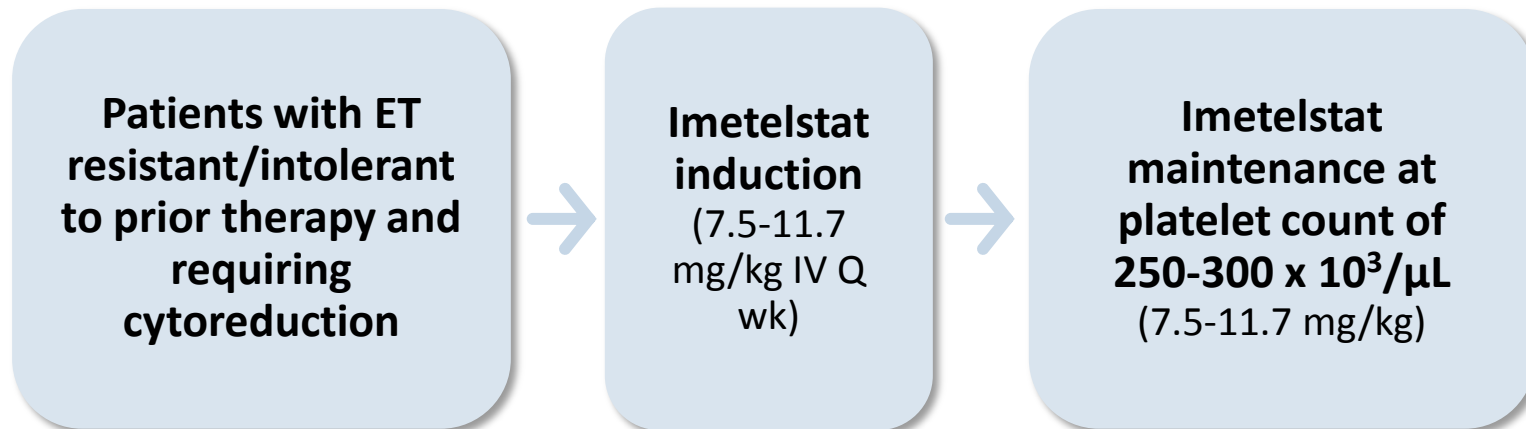 Patients with ET
resistant/intolerant
to prior therapy and
requiring
cytoreduction
Imetelstat
induction
(7.5-11.7
mg/kg IV Q
wk)
Imetelstat
maintenance at
platelet count of
250-300 x 10³/µL
(7.5-11.7 mg/kg)